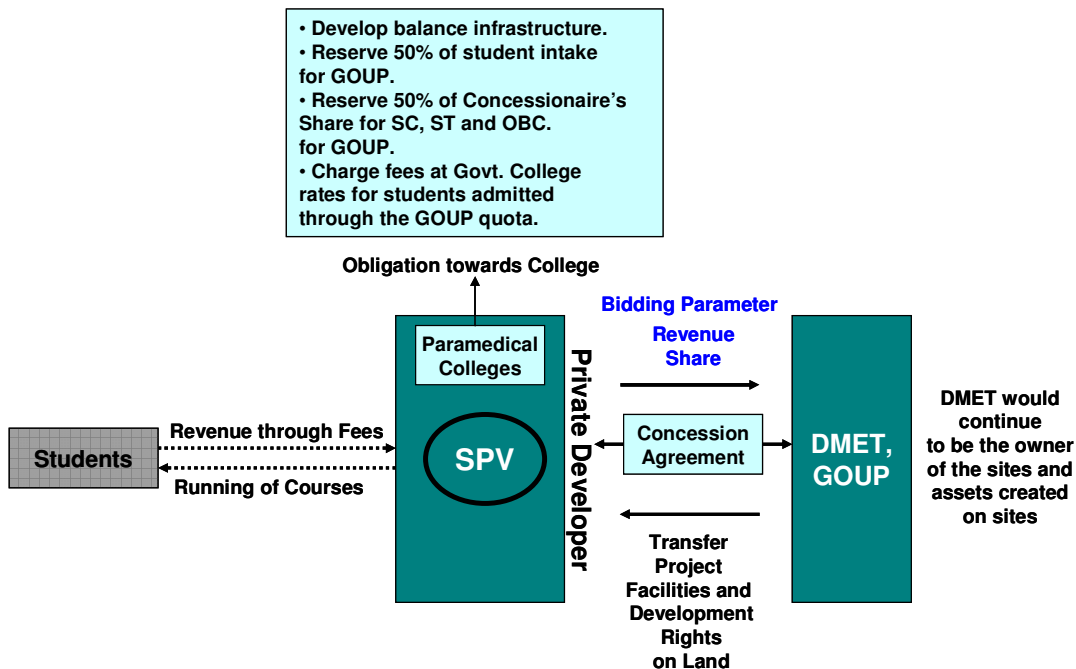 • Develop balance infrastructure.
• Reserve 50% of student intake
for GOUP.
• Reserve 50% of Concessionaire's
Share for SC, ST and OBC.
for GOUP.
• Charge fees at Govt. College
rates for students admitted
through the GOUP quota.
Obligation towards College
Paramedical
Colleges
SPV
Private Developer
Students
Revenue through Fees
Running of Courses
Bidding Parameter
Revenue
Share
Concession
Agreement
Transfer
Project
Facilities and
Development
Rights
on Land
DMET,
GOUP
DMET would
continue
to be the owner
of the sites and
assets created
on sites